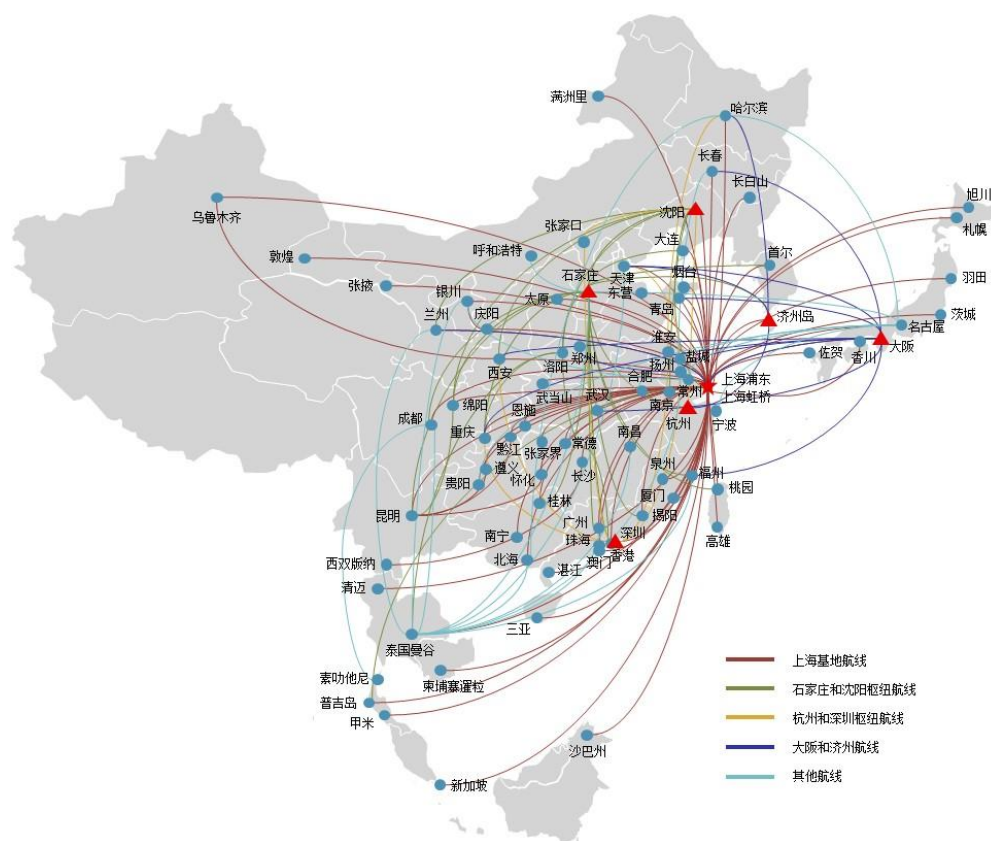 满洲里
哈尔滨
长春
长白山
旭川
札幌
乌鲁木齐
沈阳
张家口
大连
呼和浩特
敦煌
石家庄
天津
烟台
首尔
羽田
张掖
银川
太原
东营
青岛
济州岛
茨城
兰州
庆阳
淮安
名古屋
西安
洛阳
郑州
扬州
盐城
佐贺
香川
大阪
上海浦东
合肥
常州
上海虹桥
武当山
武汉
南京
杭州
宁波
绵阳
成都
恩施
重庆
黔江
张家界
常德
南昌
遵义
贵阳
怀化
长沙
泉州
福州
桃园
厦门
桂林
揭阳
昆明
广州
深圳
高雄
南宁
珠海
香港
北海
澳门
湛江
西双版纳
清迈
三亚
泰国曼谷
素叻他尼
柬埔寨暹粒
普吉岛
甲米
沙巴州
新加坡
上海基地航线
石家庄和沈阳枢纽航线
杭州和深圳枢纽航线
大阪和济州航线
其他航线